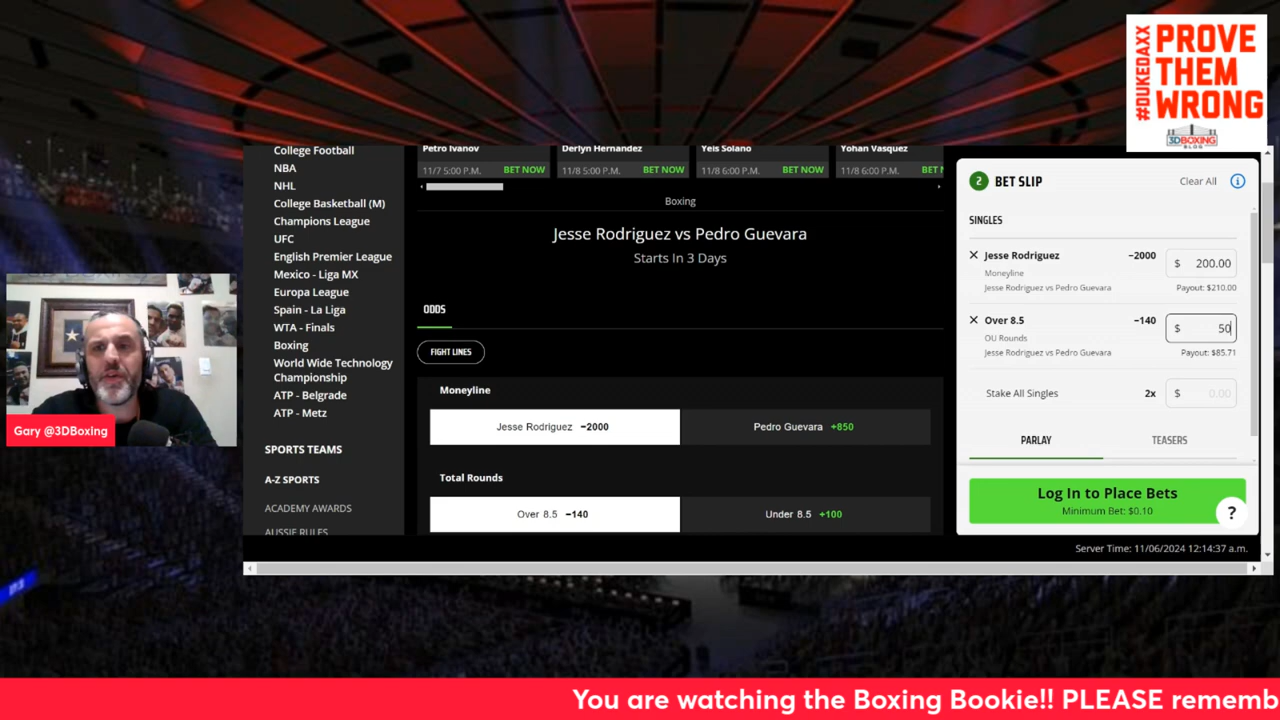 #DUKEDAXX
PROVE
THEM
WRONG
3DBOXING
BLOG
College Football
NBA
NHL
College Basketball (M)
Champions League
UFC
English Premier League
Mexico - Liga MX
Europa League
Spain - La Liga
WTA - Finals
Boxing
World Wide Technology
Championship
ATP - Belgrade
ATP - Metz
SPORTS TEAMS
A-Z SPORTS
ACADEMY AWARDS
AUSSIE RULES
Petro Ivanov
11/7 5:00 P.M. BET NOW
Derlyn Hernandez
11/8 5:00 P.M. BET NOW
Yeis Solano
11/8 6:00 P.M. BET NOW
Yohan Vasquez
11/8 6:00 P.M. BET N
Boxing
Jesse Rodriguez vs Pedro Guevara
Starts In 3 Days
ODDS
FIGHT LINES
Moneyline
Jesse Rodriguez −2000
Pedro Guevara +850
Total Rounds
Over 8.5 −140
Under 8.5 +100
2 BET SLIP Clear All i
SINGLES
✕ Jesse Rodriguez −2000 $ 200.00
Moneyline
Jesse Rodriguez vs Pedro Guevara Payout: $210.00
✕ Over 8.5 −140 $ 50
OU Rounds
Jesse Rodriguez vs Pedro Guevara Payout: $85.71
Stake All Singles 2x $ 0.00
PARLAY TEASERS
Log In to Place Bets
Minimum Bet: $0.10
?
Server Time: 11/06/2024 12:14:37 a.m.
Gary @3DBoxing
You are watching the Boxing Bookie!! PLEASE rememb